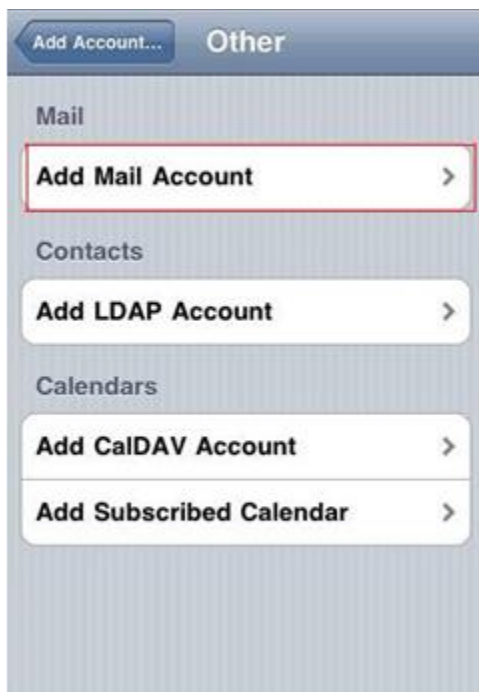 Add Account... Other
Mail
Add Mail Account
Contacts
Add LDAP Account
Calendars
Add CalDAV Account
Add Subscribed Calendar